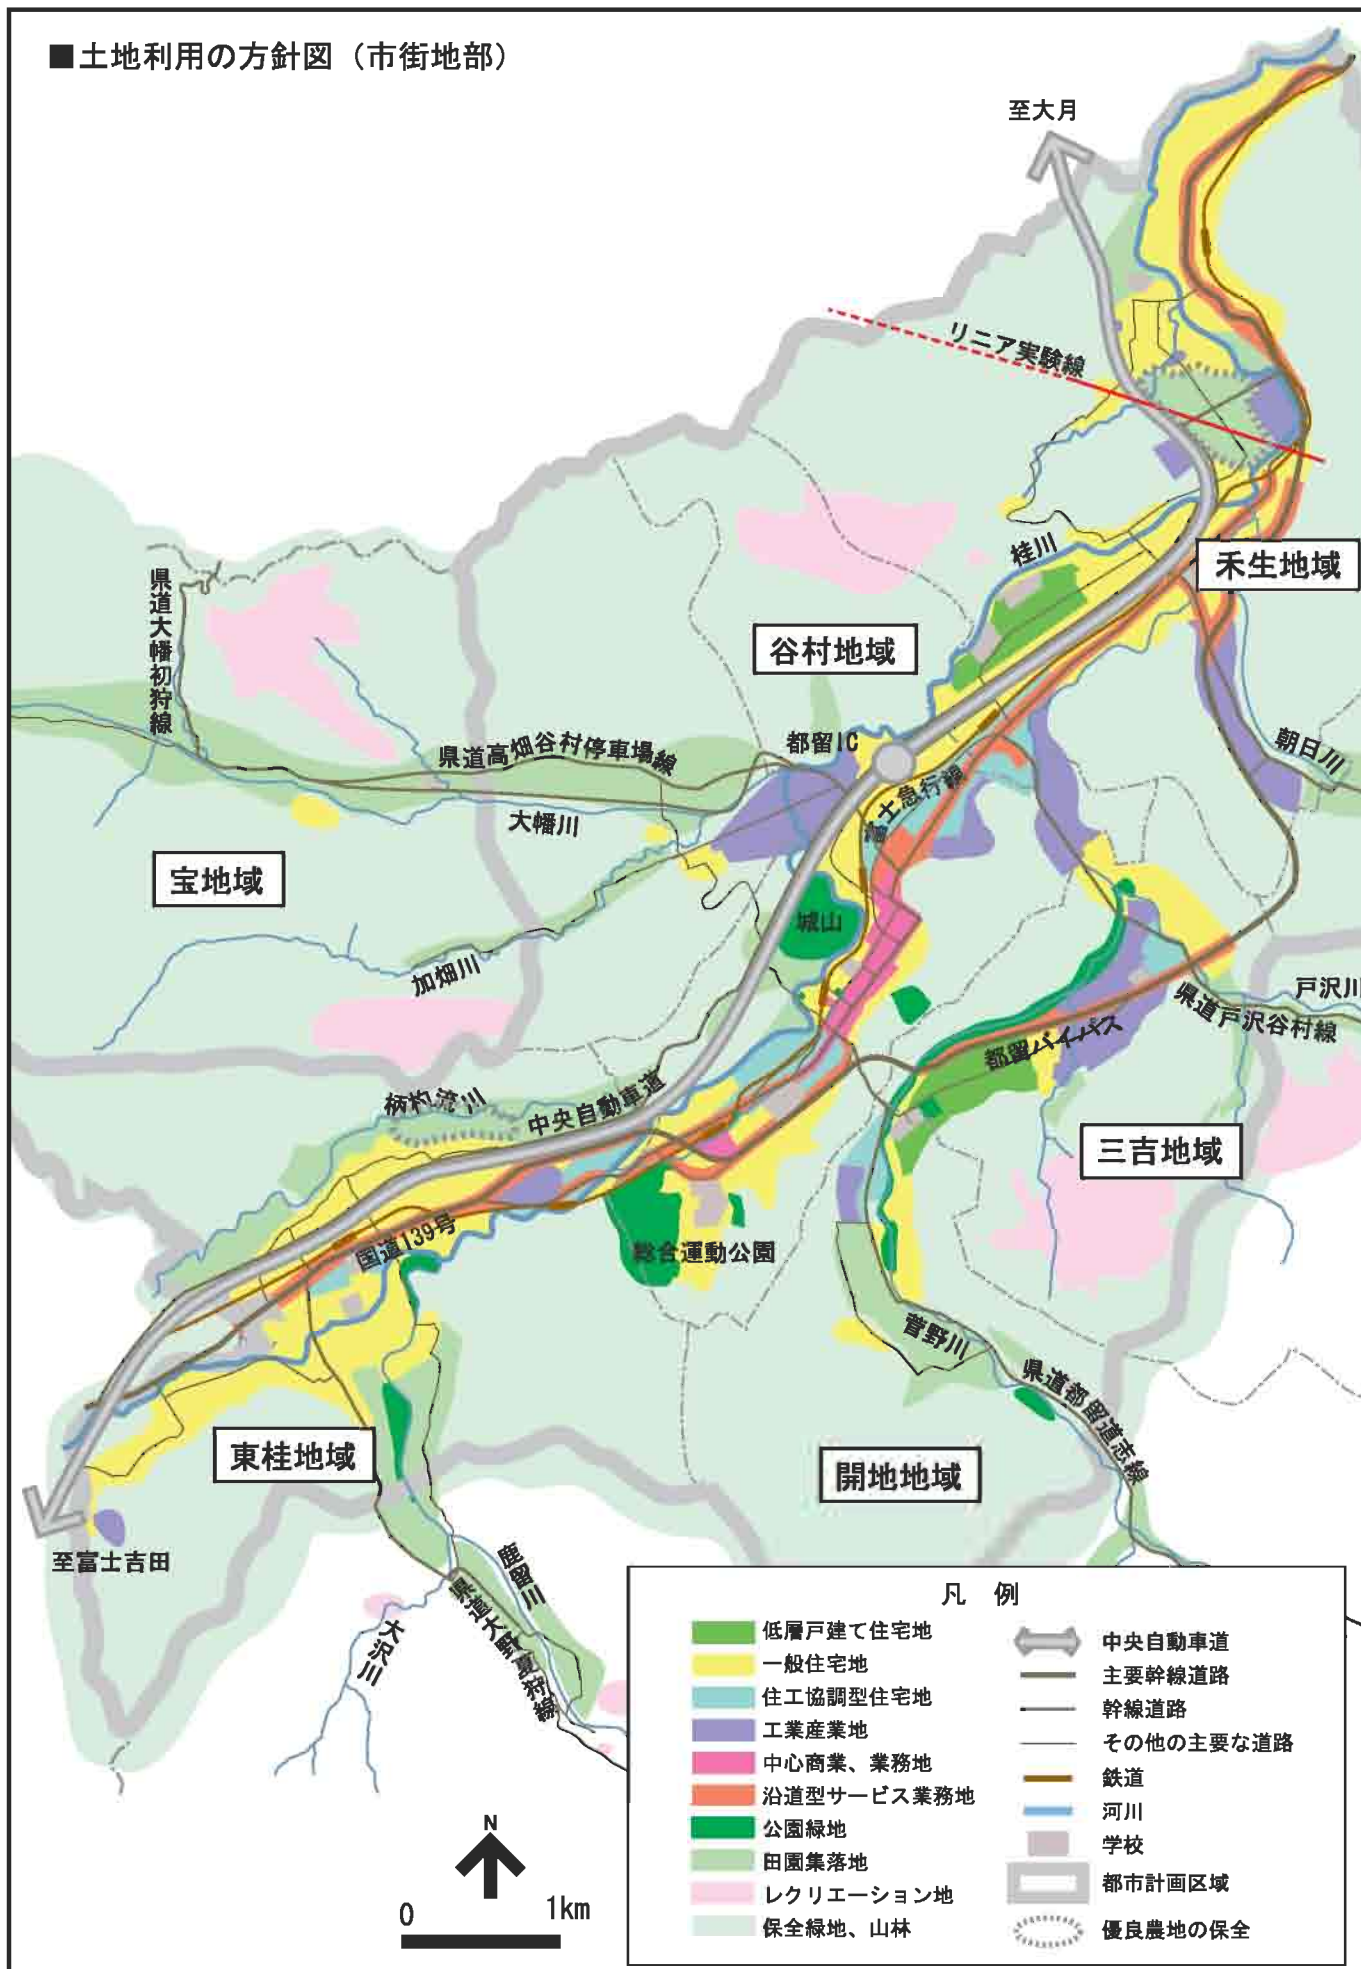 ■土地利用の方針図（市街地部）
至大月
リニア実験線
桂川
禾生地域
谷村地域
県道大幡初狩線
都留IC
県道高畑谷村停車場線
朝日川
富士急行線
大幡川
宝地域
城山
加畑川
戸沢川
県道戸沢谷村線
都留バイパス
柄杓流川
中央自動車道
三吉地域
国道139号
総合運動公園
菅野川
県道都留道志線
東桂地域
開地地域
至富士吉田
鹿留川
県道大野夏狩線
大沢川
凡 例
低層戸建て住宅地
一般住宅地
住工協調型住宅地
工業産業地
中心商業、業務地
沿道型サービス業務地
公園緑地
田園集落地
レクリエーション地
保全緑地、山林
中央自動車道
主要幹線道路
幹線道路
その他の主要な道路
鉄道
河川
学校
都市計画区域
優良農地の保全
N
0 1km